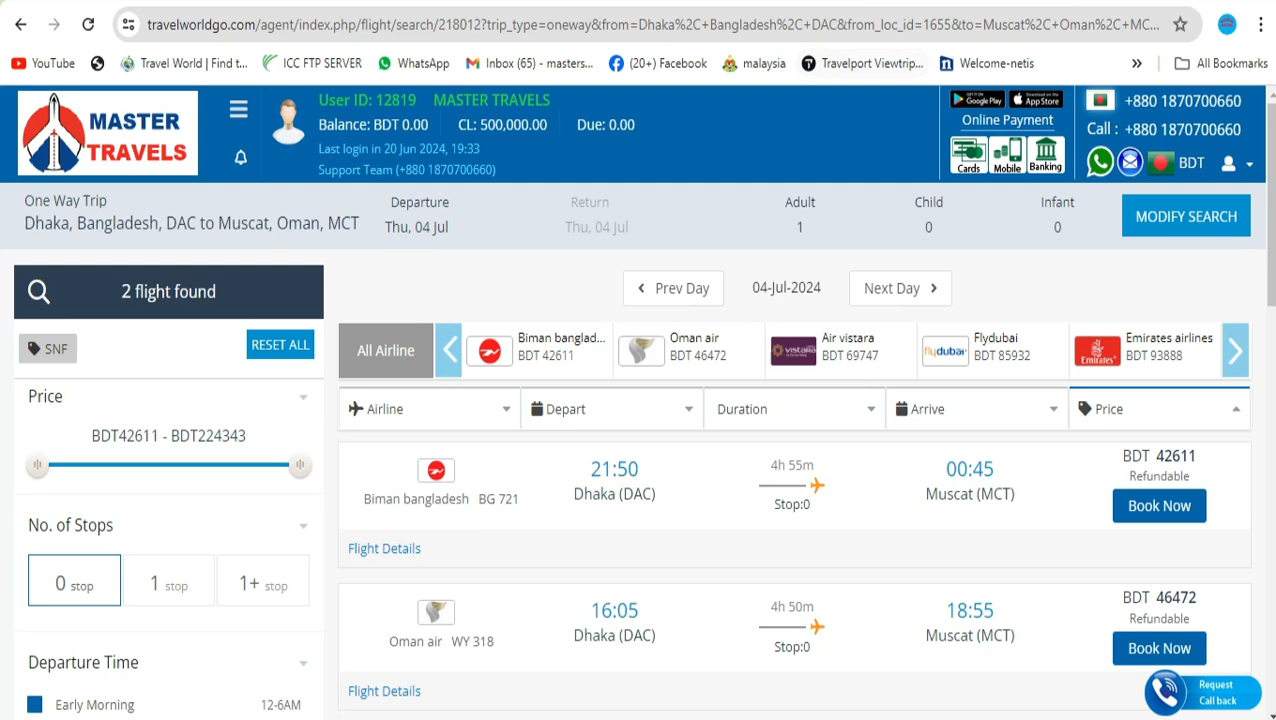 travelworldgo.com/agent/index.php/flight/search/218012?trip_type=oneway&from=Dhaka%2C+Bangladesh%2C+DAC&from_loc_id=1655&to=Muscat%2C+Oman%2C+MC...
YouTube
Travel World | Find t...
ICC FTP SERVER
WhatsApp
Inbox (65) - masters...
(20+) Facebook
malaysia
Travelport Viewtrip...
Welcome-netis
»
All Bookmarks
MASTER
TRAVELS
User ID: 12819 MASTER TRAVELS
Balance: BDT 0.00 CL: 500,000.00 Due: 0.00
Last login in 20 Jun 2024, 19:33
Support Team (+880 1870700660)
Google Play
App Store
Online Payment
Cards
Mobile
Banking
+880 1870700660
Call : +880 1870700660
BDT
One Way Trip
Dhaka, Bangladesh, DAC to Muscat, Oman, MCT
Departure
Thu, 04 Jul
Return
Thu, 04 Jul
Adult
1
Child
0
Infant
0
MODIFY SEARCH
2 flight found
SNF
RESET ALL
Price
BDT42611 - BDT224343
No. of Stops
0 stop
1 stop
1+ stop
Departure Time
Early Morning 12-6AM
Prev Day
04-Jul-2024
Next Day
All Airline
Biman banglad...
BDT 42611
Oman air
BDT 46472
vistara
Air vistara
BDT 69747
flydubai
Flydubai
BDT 85932
Emirates
Emirates airlines
BDT 93888
Airline
Depart
Duration
Arrive
Price
Biman bangladesh BG 721
21:50
Dhaka (DAC)
4h 55m
Stop:0
00:45
Muscat (MCT)
BDT 42611
Refundable
Book Now
Flight Details
Oman air WY 318
16:05
Dhaka (DAC)
4h 50m
Stop:0
18:55
Muscat (MCT)
BDT 46472
Refundable
Book Now
Flight Details
Request
Call back